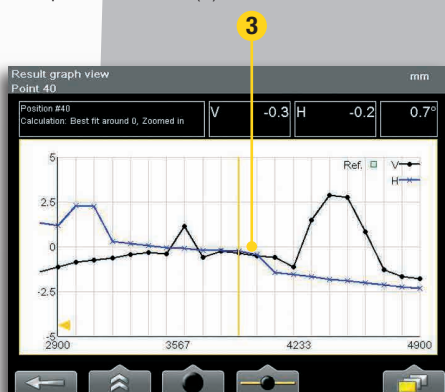 3
Result graph view mm
Point 40
Position #40
Calculation: Best fit around 0, Zoomed in
V -0.3 H -0.2 0.7°
Ref. V
H
5
2.5
0
-2.5
-5
2900 3567 4233 4900